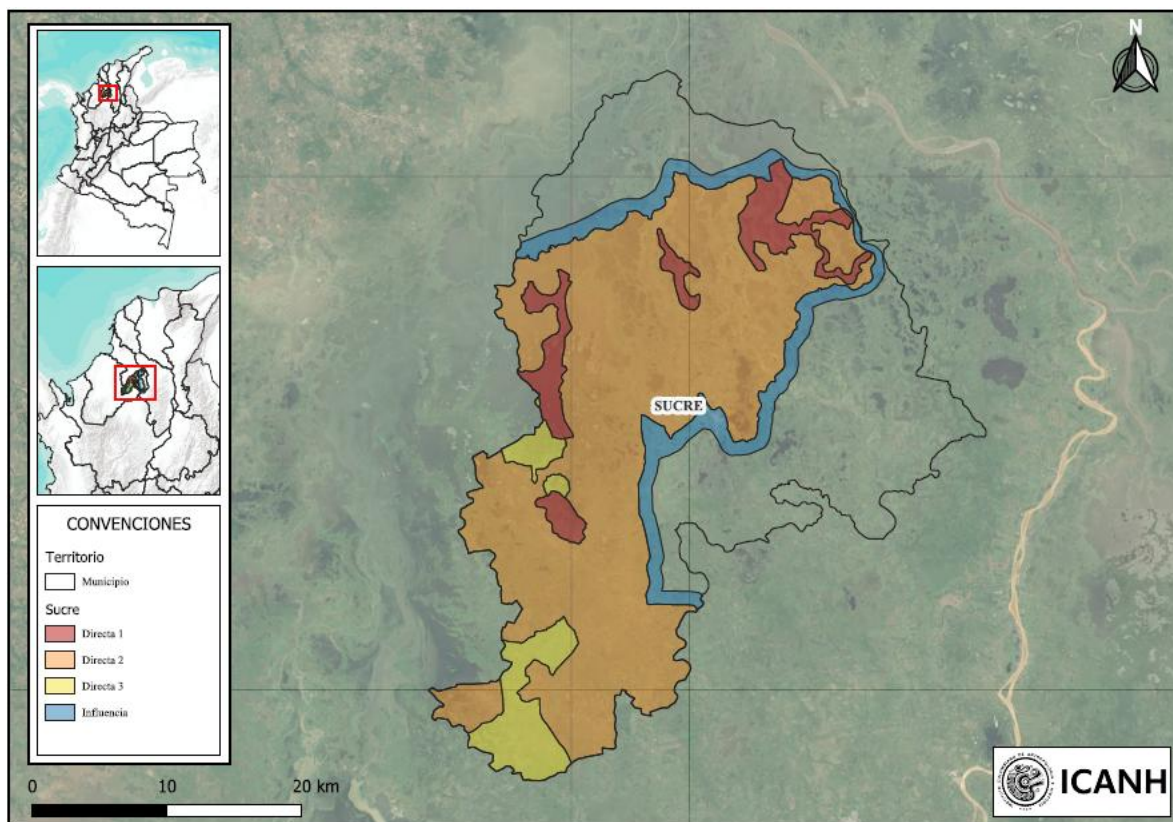 N
SUCRE
CONVENCIONES
Territorio
Municipio
Sucre
Directa 1
Directa 2
Directa 3
Influencia
0 10 20 km
ICANH